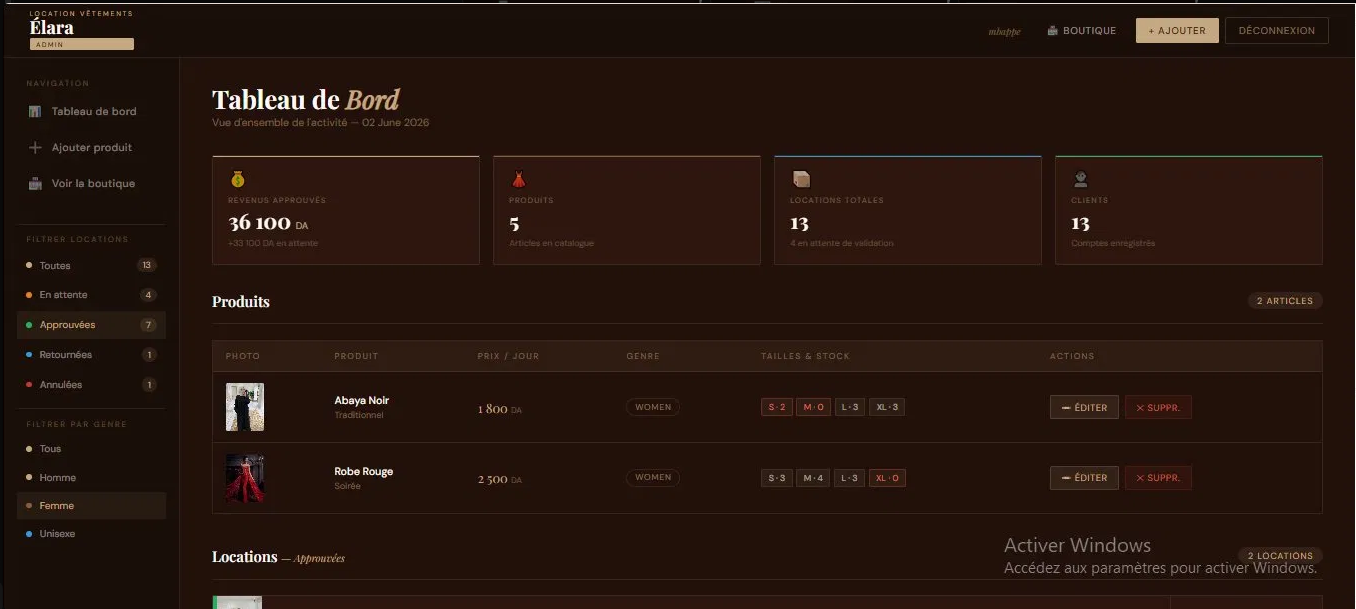 LOCATION VÊTEMENTS
Élara
ADMIN
mbappe
BOUTIQUE
+ AJOUTER
DÉCONNEXION
NAVIGATION
Tableau de bord
Ajouter produit
Voir la boutique
FILTRER LOCATIONS
Toutes 13
En attente 4
Approuvées 7
Retournées 1
Annulées 1
FILTRER PAR GENRE
Tous
Homme
Femme
Unisexe
Tableau de Bord
Vue d'ensemble de l'activité — 02 June 2026
REVENUS APPROUVÉS
36 100 DA
+33 100 DA en attente
PRODUITS
5
Articles en catalogue
LOCATIONS TOTALES
13
4 en attente de validation
CLIENTS
13
Comptes enregistrés
Produits
2 ARTICLES
PHOTO PRODUIT PRIX / JOUR GENRE TAILLES & STOCK ACTIONS
Abaya Noir
Traditionnel
1 800 DA
WOMEN
S·2 M·0 L·3 XL·3
ÉDITER
SUPPR.
Robe Rouge
Soirée
2 500 DA
WOMEN
S·3 M·4 L·3 XL·0
ÉDITER
SUPPR.
Locations — Approuvées
2 LOCATIONS
Activer Windows
Accédez aux paramètres pour activer Windows.